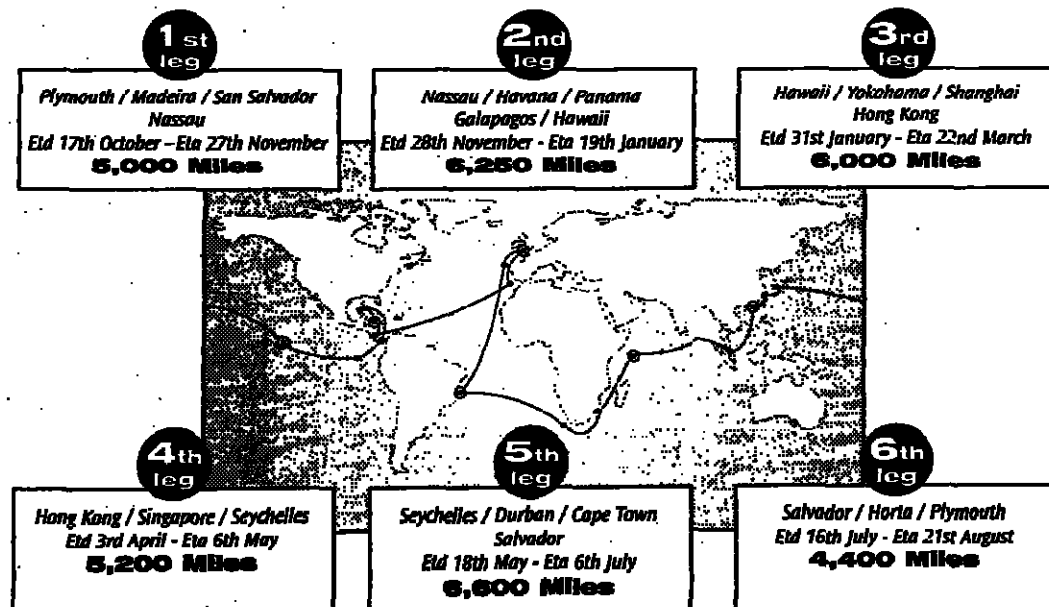 1st
leg
Plymouth / Madeira / San Salvador
Nassau
Etd 17th October - Eta 27th November
5,000 Miles
2nd
leg
Nassau / Havana / Panama
Galapagos / Hawaii
Etd 28th November - Eta 19th January
6,250 Miles
3rd
leg
Hawaii / Yokohama / Shanghai
Hong Kong
Etd 31st January - Eta 22nd March
6,000 Miles
4th
leg
Hong Kong / Singapore / Seychelles
Etd 3rd April - Eta 6th May
5,200 Miles
5th
leg
Seychelles / Durban / Cape Town
Salvador
Etd 18th May - Eta 6th July
6,600 Miles
6th
leg
Salvador / Horta / Plymouth
Etd 16th July - Eta 21st August
4,400 Miles